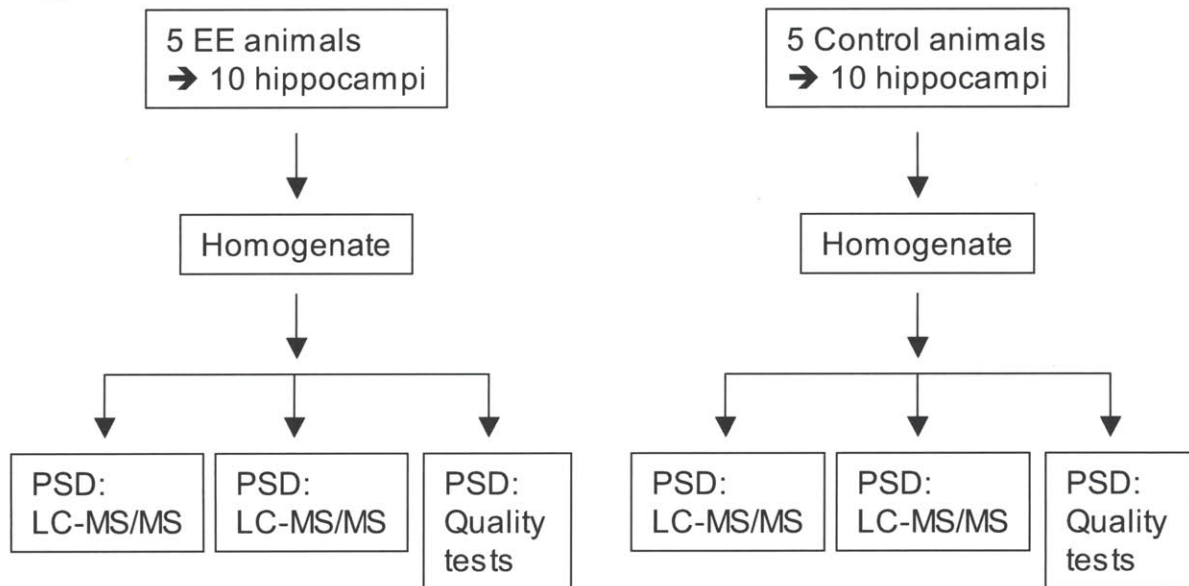 5 EE animals
➔ 10 hippocampi
5 Control animals
➔ 10 hippocampi
Homogenate
Homogenate
PSD:
LC-MS/MS
PSD:
LC-MS/MS
PSD:
Quality
tests
PSD:
LC-MS/MS
PSD:
LC-MS/MS
PSD:
Quality
tests